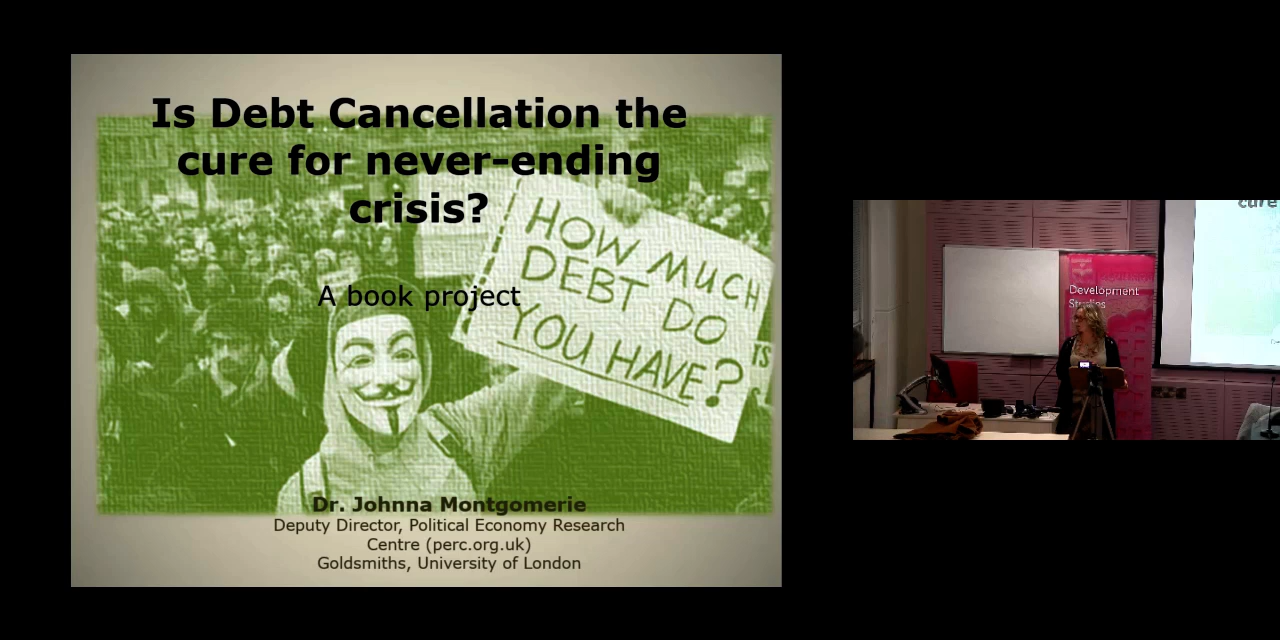 Is Debt Cancellation the
cure for never-ending
crisis?
A book project
HOW MUCH
DEBT DO
YOU HAVE?
Dr. Johnna Montgomerie
Deputy Director, Political Economy Research
Centre (perc.org.uk)
Goldsmiths, University of London
cure
Development
Studies